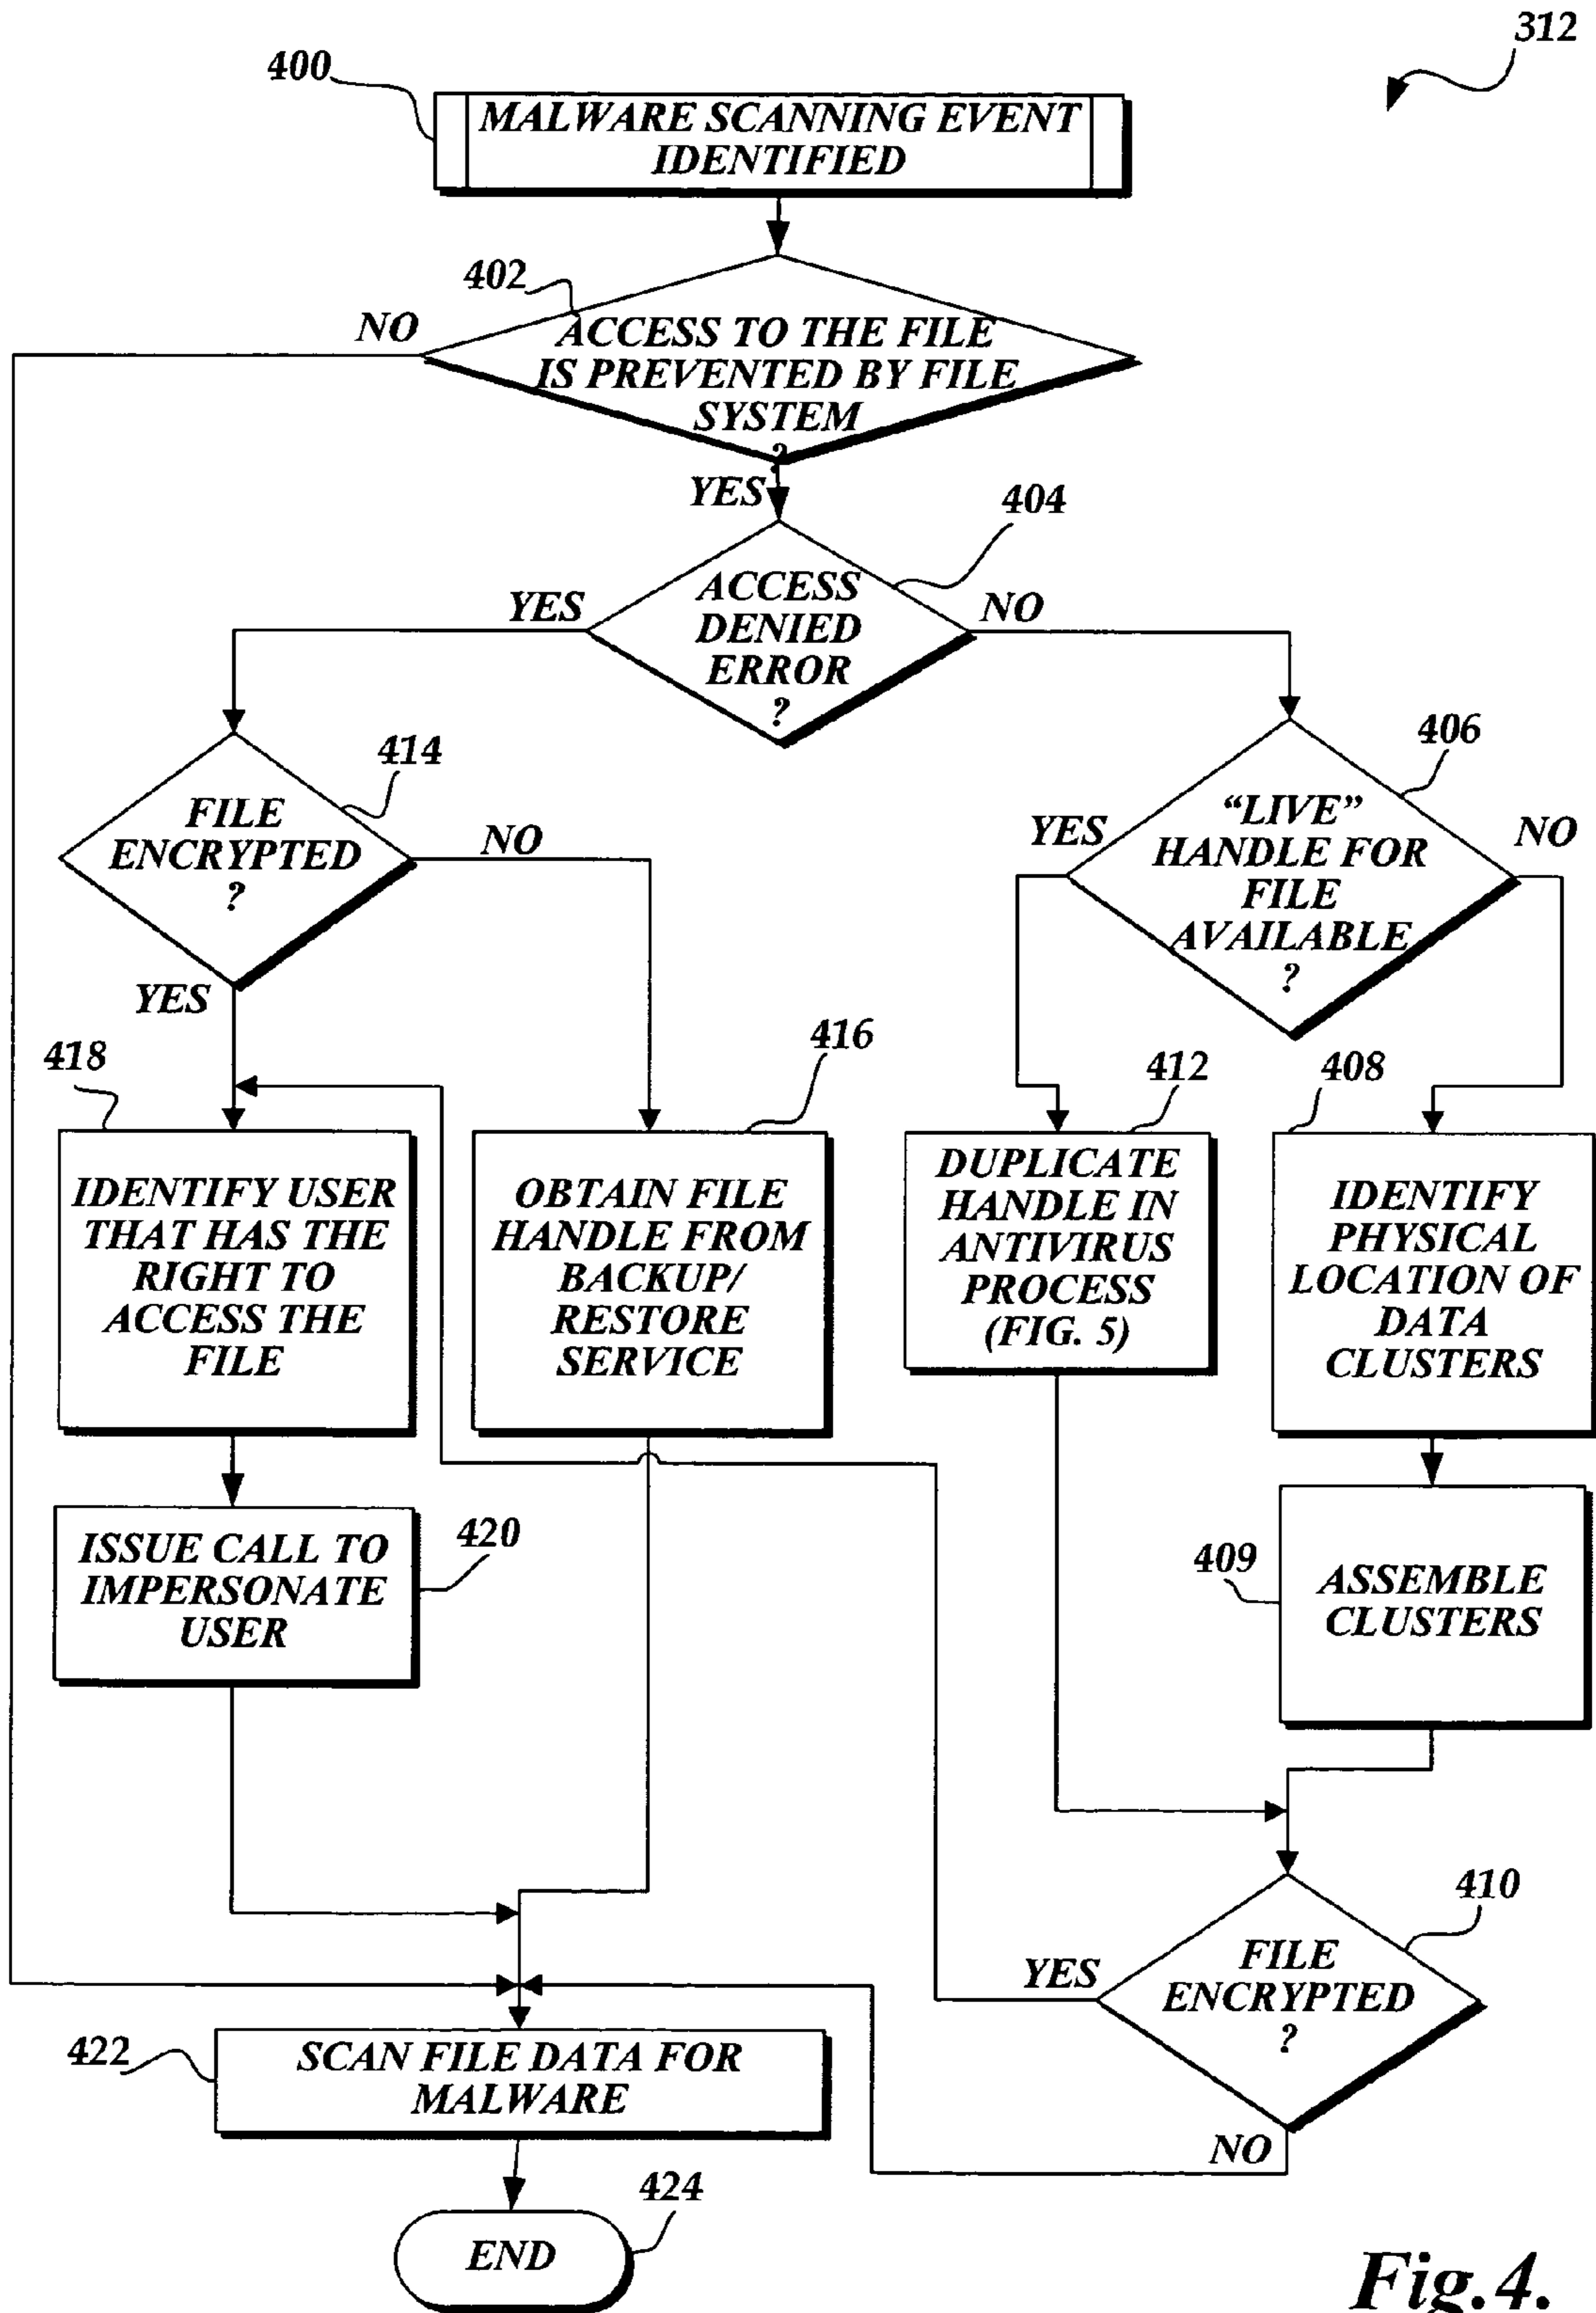 312
400
MALWARE SCANNING EVENT
IDENTIFIED
402
NO
ACCESS TO THE FILE
IS PREVENTED BY FILE
SYSTEM
?
YES
404
YES
ACCESS
DENIED
ERROR
?
NO
414
FILE
ENCRYPTED
?
NO
YES
406
YES
"LIVE"
HANDLE FOR
FILE
AVAILABLE
?
NO
418
IDENTIFY USER
THAT HAS THE
RIGHT TO
ACCESS THE
FILE
416
OBTAIN FILE
HANDLE FROM
BACKUP/
RESTORE
SERVICE
412
DUPLICATE
HANDLE IN
ANTIVIRUS
PROCESS
(FIG. 5)
408
IDENTIFY
PHYSICAL
LOCATION OF
DATA
CLUSTERS
ISSUE CALL TO
IMPERSONATE
USER
420
409
ASSEMBLE
CLUSTERS
410
YES
FILE
ENCRYPTED
?
NO
422
SCAN FILE DATA FOR
MALWARE
424
END
Fig.4.